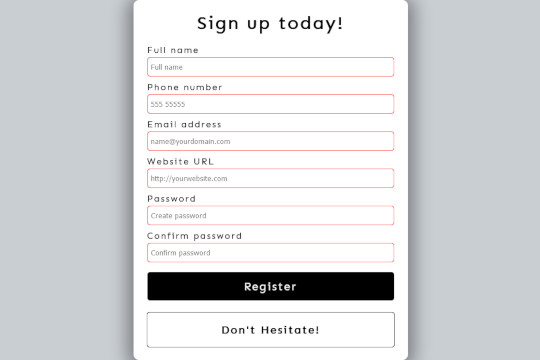 Sign up today!
Full name
Full name
Phone number
555 55555
Email address
name@yourdomain.com
Website URL
http://yourwebsite.com
Password
Create password
Confirm password
Confirm password
Register
Don't Hesitate!